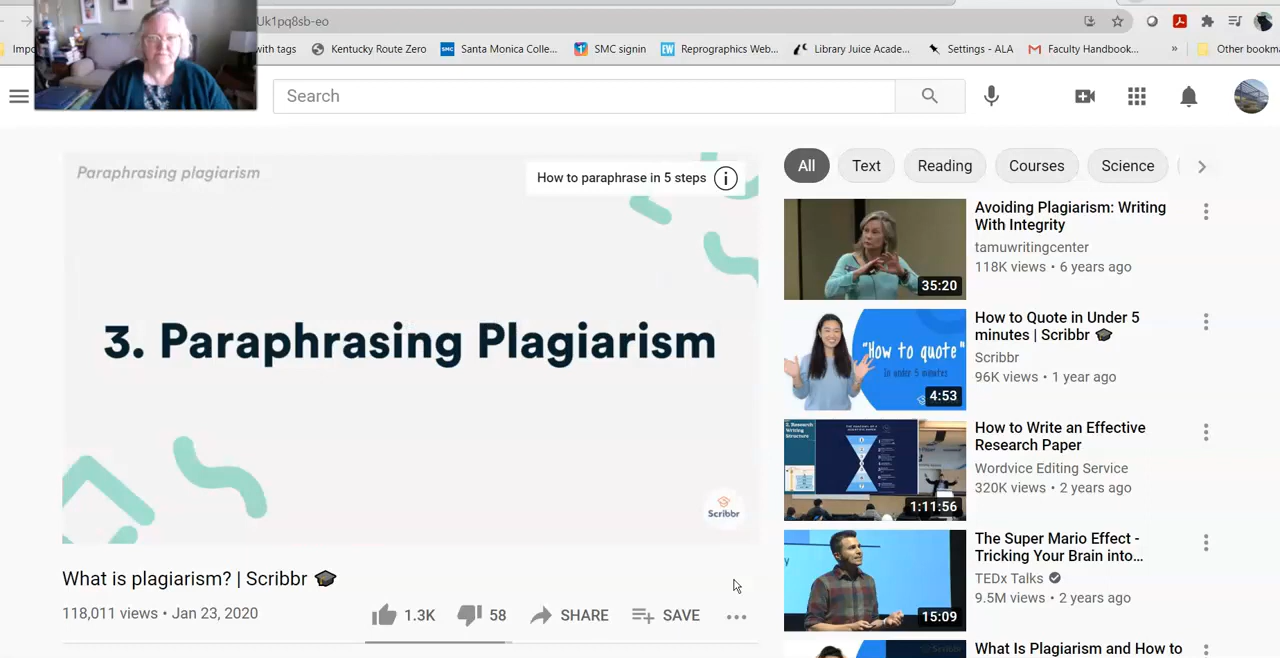 Uk1pq8sb-eo
Impo
with tags
Kentucky Route Zero
SMC
Santa Monica Colle...
SMC signin
EW
Reprographics Web...
Library Juice Acade...
Settings - ALA
Faculty Handbook...
»
Other bookm
Search
Paraphrasing plagiarism
How to paraphrase in 5 steps
3. Paraphrasing Plagiarism
Scribbr
What is plagiarism? | Scribbr 🎓
118,011 views • Jan 23, 2020
1.3K
58
SHARE
SAVE
All
Text
Reading
Courses
Science
35:20
Avoiding Plagiarism: Writing
With Integrity
tamuwritingcenter
118K views • 6 years ago
"How to quote"
In under 5 minutes
4:53
How to Quote in Under 5
minutes | Scribbr 🎓
Scribbr
96K views • 1 year ago
2. Research
Writing
Structure
1:11:56
How to Write an Effective
Research Paper
Wordvice Editing Service
320K views • 2 years ago
15:09
The Super Mario Effect -
Tricking Your Brain into...
TEDx Talks
9.5M views • 2 years ago
What Is Plagiarism and How to